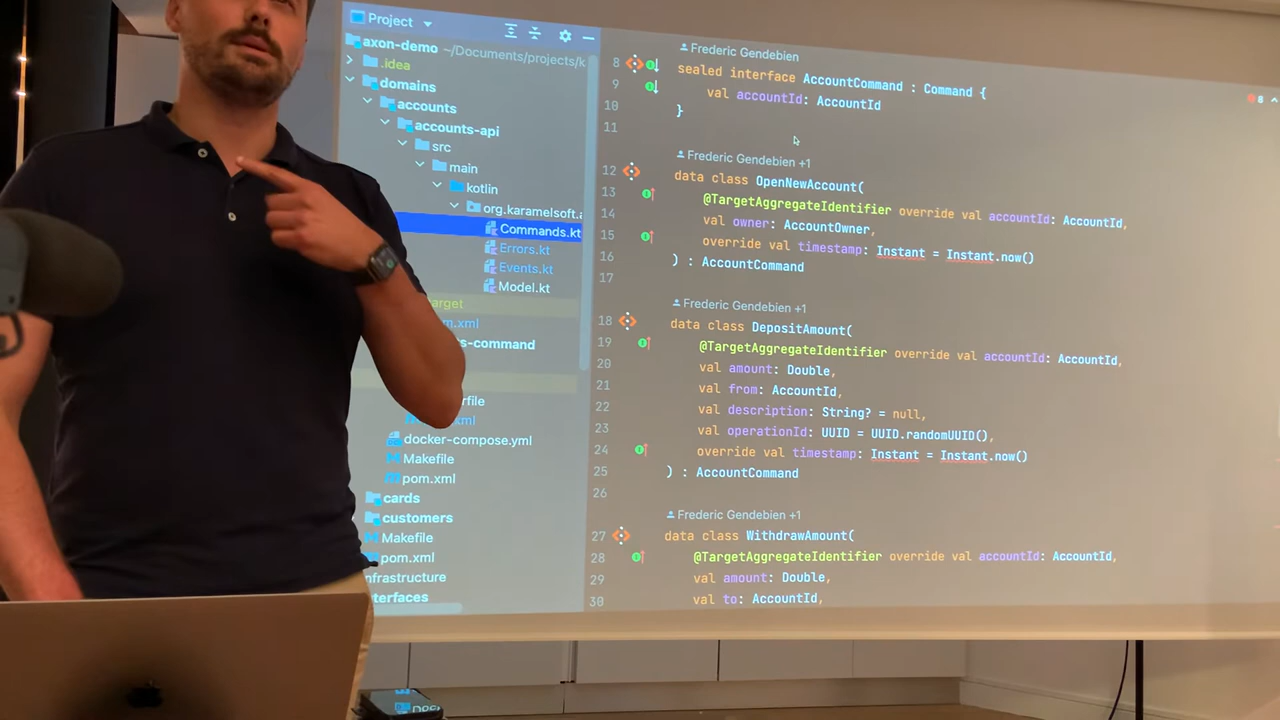 Project
axon-demo ~/Documents/projects/k
.idea
domains
accounts
accounts-api
src
main
kotlin
org.karamelsoft.a
Commands.kt
Errors.kt
Events.kt
Model.kt
target
m.xml
s-command
rfile
.xml
docker-compose.yml
Makefile
pom.xml
cards
customers
Makefile
pom.xml
nfrastructure
terfaces
Frederic Gendebien
8 sealed interface AccountCommand : Command {
9 val accountId: AccountId
10 }
11
Frederic Gendebien +1
12 data class OpenNewAccount(
13 @TargetAggregateIdentifier override val accountId: AccountId,
14 val owner: AccountOwner,
15 override val timestamp: Instant = Instant.now()
16 ) : AccountCommand
17
Frederic Gendebien +1
18 data class DepositAmount(
19 @TargetAggregateIdentifier override val accountId: AccountId,
20 val amount: Double,
21 val from: AccountId,
22 val description: String? = null,
23 val operationId: UUID = UUID.randomUUID(),
24 override val timestamp: Instant = Instant.now()
25 ) : AccountCommand
26
Frederic Gendebien +1
27 data class WithdrawAmount(
28 @TargetAggregateIdentifier override val accountId: AccountId,
29 val amount: Double,
30 val to: AccountId,